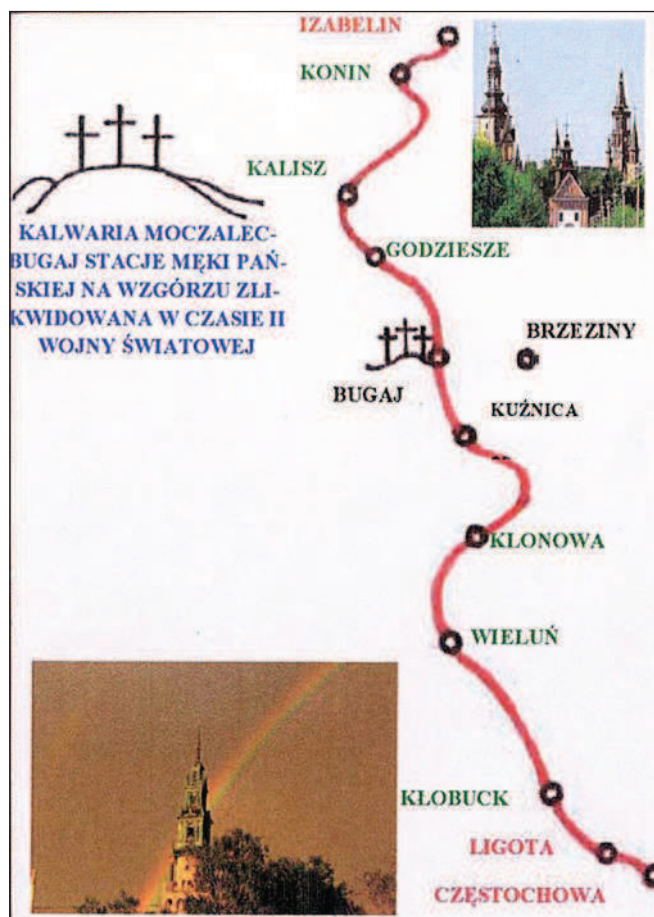 IZABELIN
KONIN
KALISZ
KALWARIA MOCZALEC-
BUGAJ STACJE MĘKI PAŃ-
SKIEJ NA WZGÓRZU ZLI-
KWIDOWANA W CZASIE II
WOJNY ŚWIATOWEJ
GODZIESZE
BRZEZINY
BUGAJ
KUŹNICA
KLONOWA
WIELUŃ
KŁOBUCK
LIGOTA
CZĘSTOCHOWA